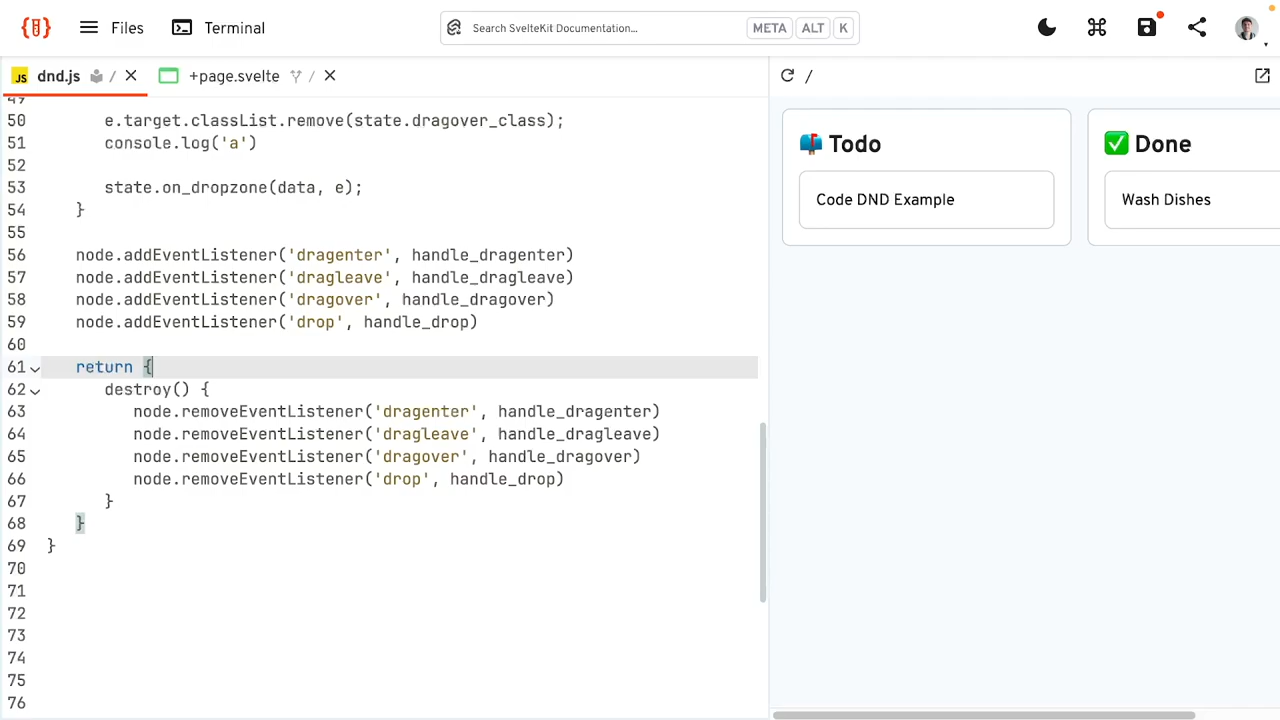 Files
Terminal
Search SvelteKit Documentation...
META ALT K
JS dnd.js /
+page.svelte /
/
49
50 e.target.classList.remove(state.dragover_class);
51 console.log('a')
52
53 state.on_dropzone(data, e);
54 }
55
56 node.addEventListener('dragenter', handle_dragenter)
57 node.addEventListener('dragleave', handle_dragleave)
58 node.addEventListener('dragover', handle_dragover)
59 node.addEventListener('drop', handle_drop)
60
61 return {
62 destroy() {
63 node.removeEventListener('dragenter', handle_dragenter)
64 node.removeEventListener('dragleave', handle_dragleave)
65 node.removeEventListener('dragover', handle_dragover)
66 node.removeEventListener('drop', handle_drop)
67 }
68 }
69 }
70
71
72
73
74
75
76
Todo
Code DND Example
Done
Wash Dishes